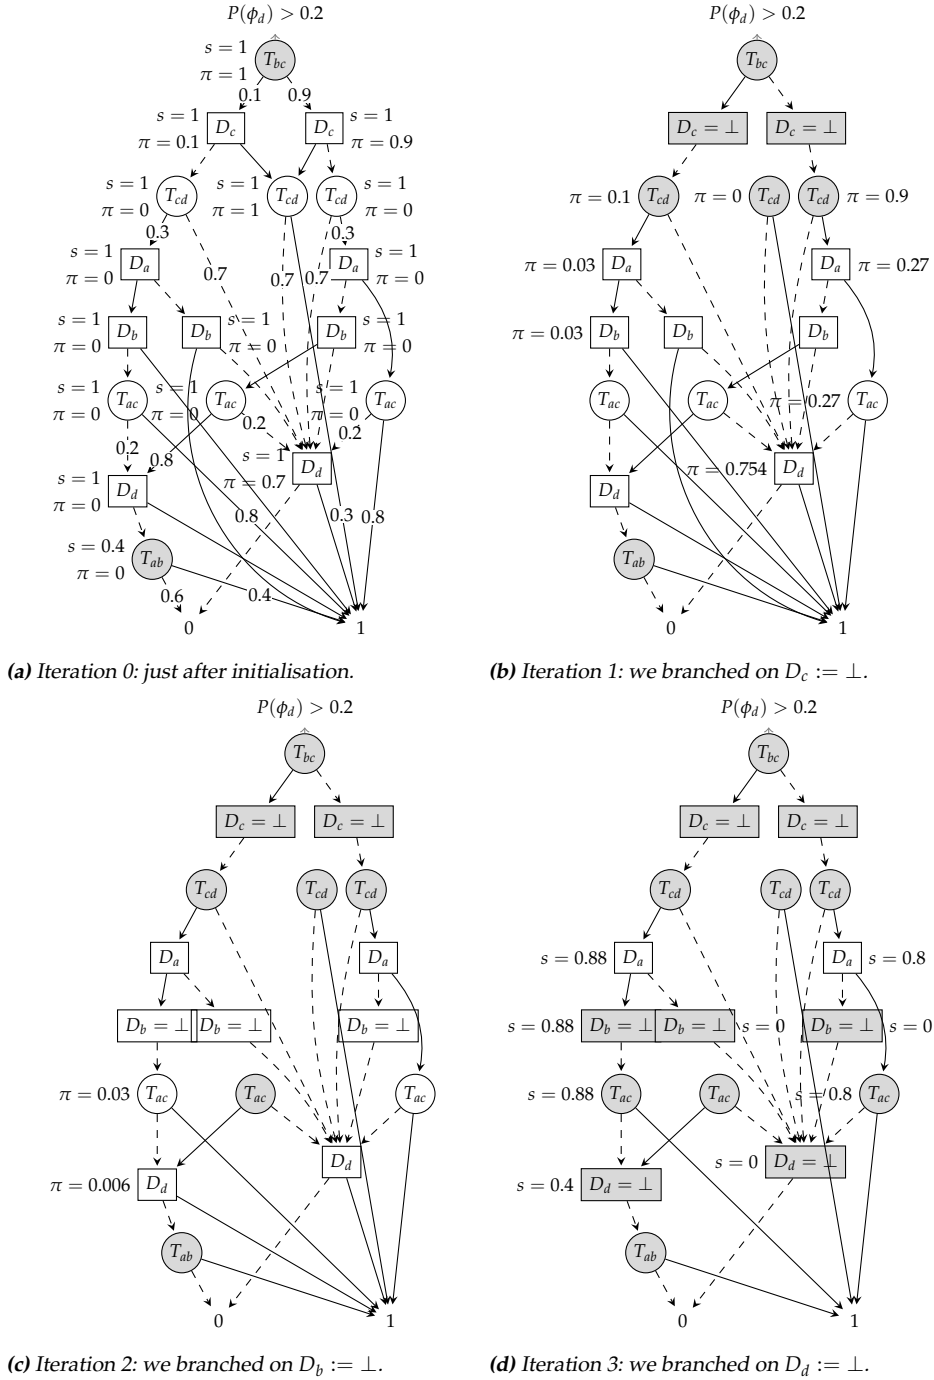 P(ϕ_d) > 0.2
s = 1
π = 1
T_bc
0.1
0.9
s = 1
π = 0.1
D_c
D_c
s = 1
π = 0.9
s = 1
π = 0
T_cd
s = 1
π = 1
T_cd
T_cd
s = 1
π = 0
0.3
0.3
s = 1
π = 0
D_a
0.7
0.7
0.7
D_a
s = 1
π = 0
s = 1
π = 0
D_b
D_b
s = 1
π = 0
D_b
s = 1
π = 0
s = 1
π = 0
T_ac
s = 1
π = 0
T_ac
s = 1
π = 0
T_ac
0.2
0.8
0.2
0.2
s = 1
π = 0.7
D_d
s = 1
π = 0
D_d
0.8
0.3
0.8
s = 0.4
π = 0
T_ab
0.6
0.4
0
1
(a) Iteration 0: just after initialisation.
P(ϕ_d) > 0.2
T_bc
D_c = ⊥
D_c = ⊥
π = 0.1
T_cd
π = 0
T_cd
T_cd
π = 0.9
π = 0.03
D_a
D_a
π = 0.27
π = 0.03
D_b
D_b
D_b
T_ac
T_ac
π = 0.27
T_ac
π = 0.754
D_d
D_d
T_ab
0
1
(b) Iteration 1: we branched on D_c := ⊥.
P(ϕ_d) > 0.2
T_bc
D_c = ⊥
D_c = ⊥
T_cd
T_cd
T_cd
D_a
D_a
D_b = ⊥
D_b = ⊥
D_b = ⊥
π = 0.03
T_ac
T_ac
T_ac
D_d
π = 0.006
D_d
T_ab
0
1
(c) Iteration 2: we branched on D_b := ⊥.
P(ϕ_d) > 0.2
T_bc
D_c = ⊥
D_c = ⊥
T_cd
T_cd
T_cd
s = 0.88
D_a
D_a
s = 0.8
s = 0.88
D_b = ⊥
D_b = ⊥
s = 0
D_b = ⊥
s = 0
s = 0.88
T_ac
T_ac
s = 0.8
T_ac
s = 0
D_d = ⊥
s = 0.4
D_d = ⊥
T_ab
0
1
(d) Iteration 3: we branched on D_d := ⊥.